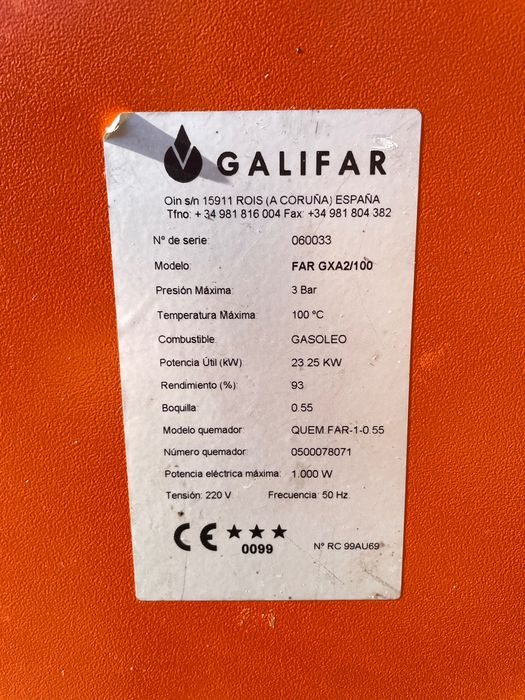 GALIFAR
Oin s/n 15911 ROIS (A CORUÑA) ESPAÑA
Tfno: + 34 981 816 004 Fax: +34 981 804 382
Nº de serie: 060033
Modelo: FAR GXA2/100
Presión Máxima: 3 Bar
Temperatura Máxima: 100 ºC
Combustible: GASOLEO
Potencia Útil (kW): 23.25 KW
Rendimiento (%): 93
Boquilla: 0.55
Modelo quemador: QUEM.FAR-1-0.55
Número quemador: 0500078071
Potencia eléctrica máxima: 1.000 W
Tensión: 220 V Frecuencia: 50 Hz.
CE ★★★
0099 Nº RC 99AU69